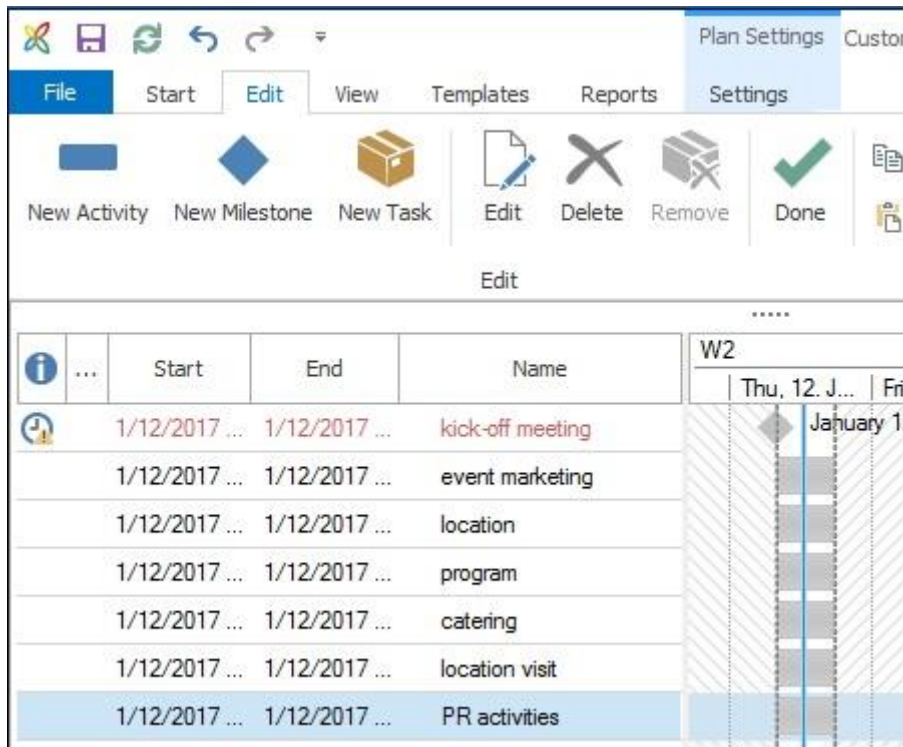 Plan Settings Custor
File Start Edit View Templates Reports Settings
New Activity New Milestone New Task Edit Delete Remove Done
Edit
W2
... Start End Name
Thu, 12. J... Fri
1/12/2017 ... 1/12/2017 ... kick-off meeting January 1
1/12/2017 ... 1/12/2017 ... event marketing
1/12/2017 ... 1/12/2017 ... location
1/12/2017 ... 1/12/2017 ... program
1/12/2017 ... 1/12/2017 ... catering
1/12/2017 ... 1/12/2017 ... location visit
1/12/2017 ... 1/12/2017 ... PR activities